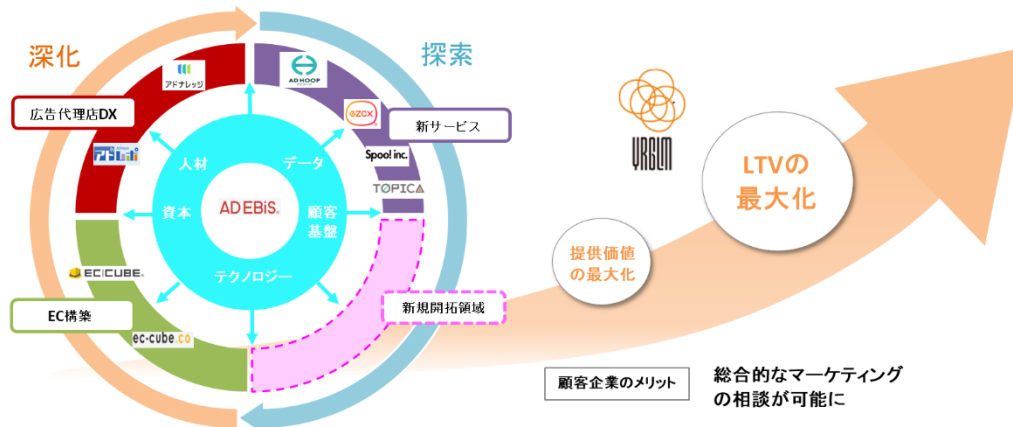 深化
探索
アドナレッジ
AD HOOP
広告代理店DX
ezCX
新サービス
人材
データ
Spoo! inc.
TOPICA
資本
AD EBiS.
顧客
基盤
テクノロジー
EC CUBE
EC構築
ec-cube.co
新規開拓領域
YRGLM
LTVの
最大化
提供価値
の最大化
顧客企業のメリット
総合的なマーケティング
の相談が可能に